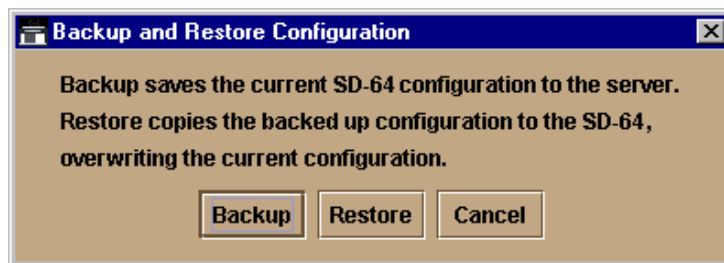 Backup and Restore Configuration
Backup saves the current SD-64 configuration to the server.
Restore copies the backed up configuration to the SD-64,
overwriting the current configuration.
Backup Restore Cancel